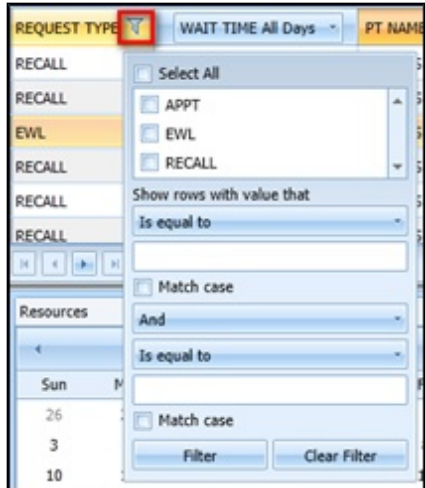 REQUEST TYPE WAIT TIME All Days PT NAME
RECALL
Select All
RECALL
APPT
EWL
EWL
RECALL
RECALL
Show rows with value that
RECALL
Is equal to
RECALL
Match case
Resources
And
Is equal to
Sun
26
Match case
3
Filter Clear Filter
10